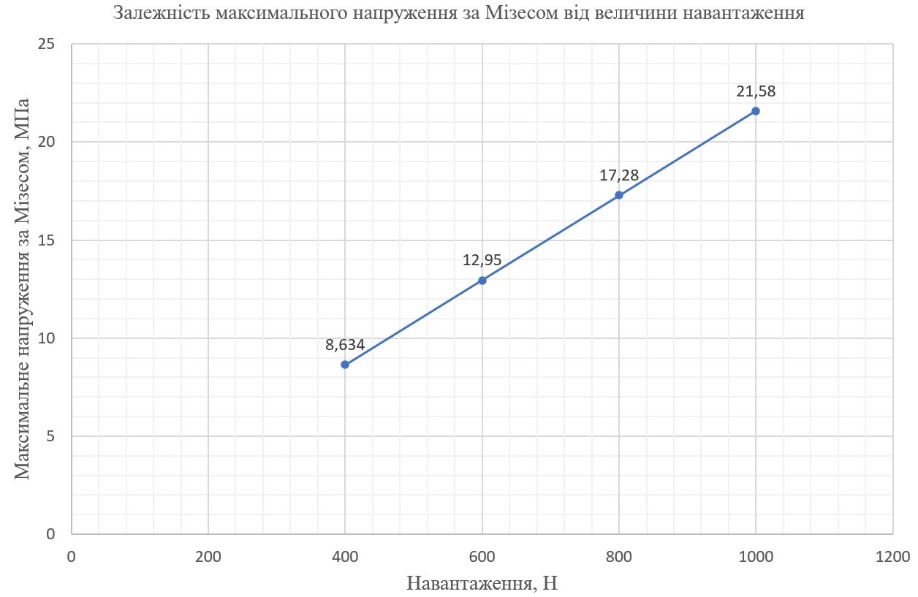 Залежність максимального напруження за Мізесом від величини навантаження
Максимальне напруження за Мізесом, МПа
25
20
15
10
5
0
21,58
17,28
12,95
8,634
0 200 400 600 800 1000 1200
Навантаження, Н